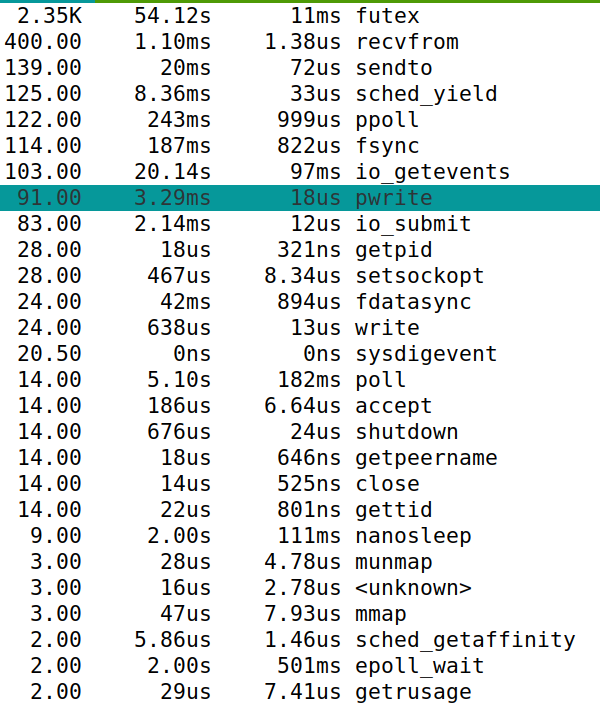 2.35K 54.12s 11ms futex
400.00 1.10ms 1.38us recvfrom
139.00 20ms 72us sendto
125.00 8.36ms 33us sched_yield
122.00 243ms 999us ppoll
114.00 187ms 822us fsync
103.00 20.14s 97ms io_getevents
91.00 3.29ms 18us pwrite
83.00 2.14ms 12us io_submit
28.00 18us 321ns getpid
28.00 467us 8.34us setsockopt
24.00 42ms 894us fdatasync
24.00 638us 13us write
20.50 0ns 0ns sysdigevent
14.00 5.10s 182ms poll
14.00 186us 6.64us accept
14.00 676us 24us shutdown
14.00 18us 646ns getpeername
14.00 14us 525ns close
14.00 22us 801ns gettid
9.00 2.00s 111ms nanosleep
3.00 28us 4.78us munmap
3.00 16us 2.78us <unknown>
3.00 47us 7.93us mmap
2.00 5.86us 1.46us sched_getaffinity
2.00 2.00s 501ms epoll_wait
2.00 29us 7.41us getrusage